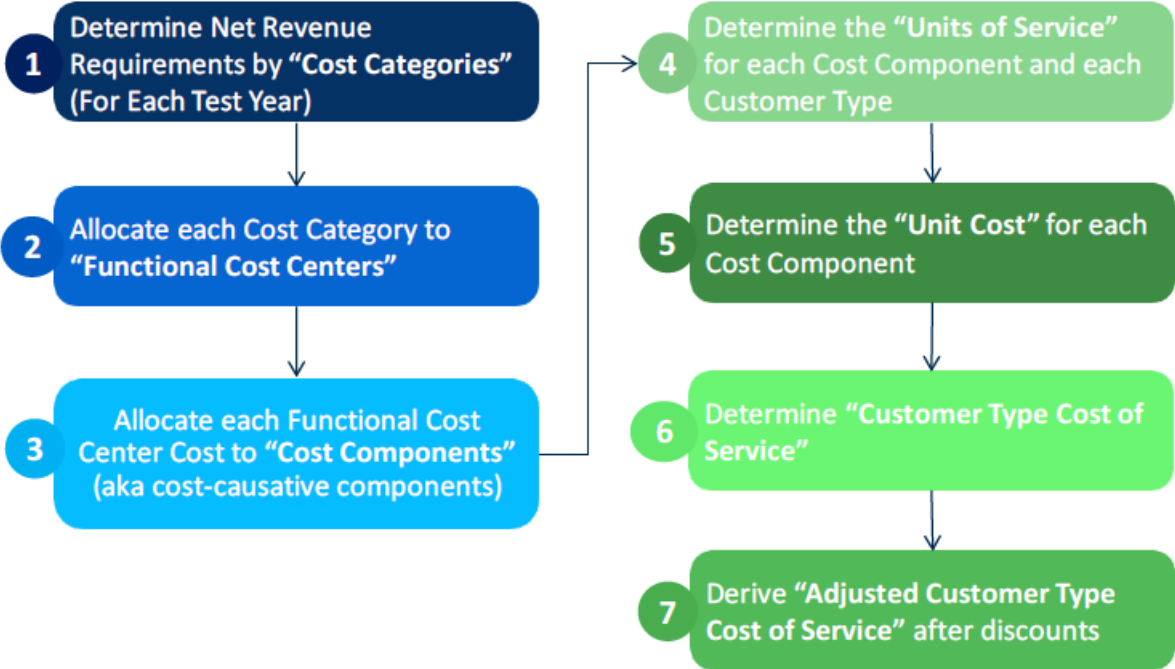 1
Determine Net Revenue
Requirements by “Cost Categories”
(For Each Test Year)
2
Allocate each Cost Category to
“Functional Cost Centers”
3
Allocate each Functional Cost
Center Cost to “Cost Components”
(aka cost-causative components)
4
Determine the “Units of Service”
for each Cost Component and each
Customer Type
5
Determine the “Unit Cost” for each
Cost Component
6
Determine “Customer Type Cost of
Service”
7
Derive “Adjusted Customer Type
Cost of Service” after discounts